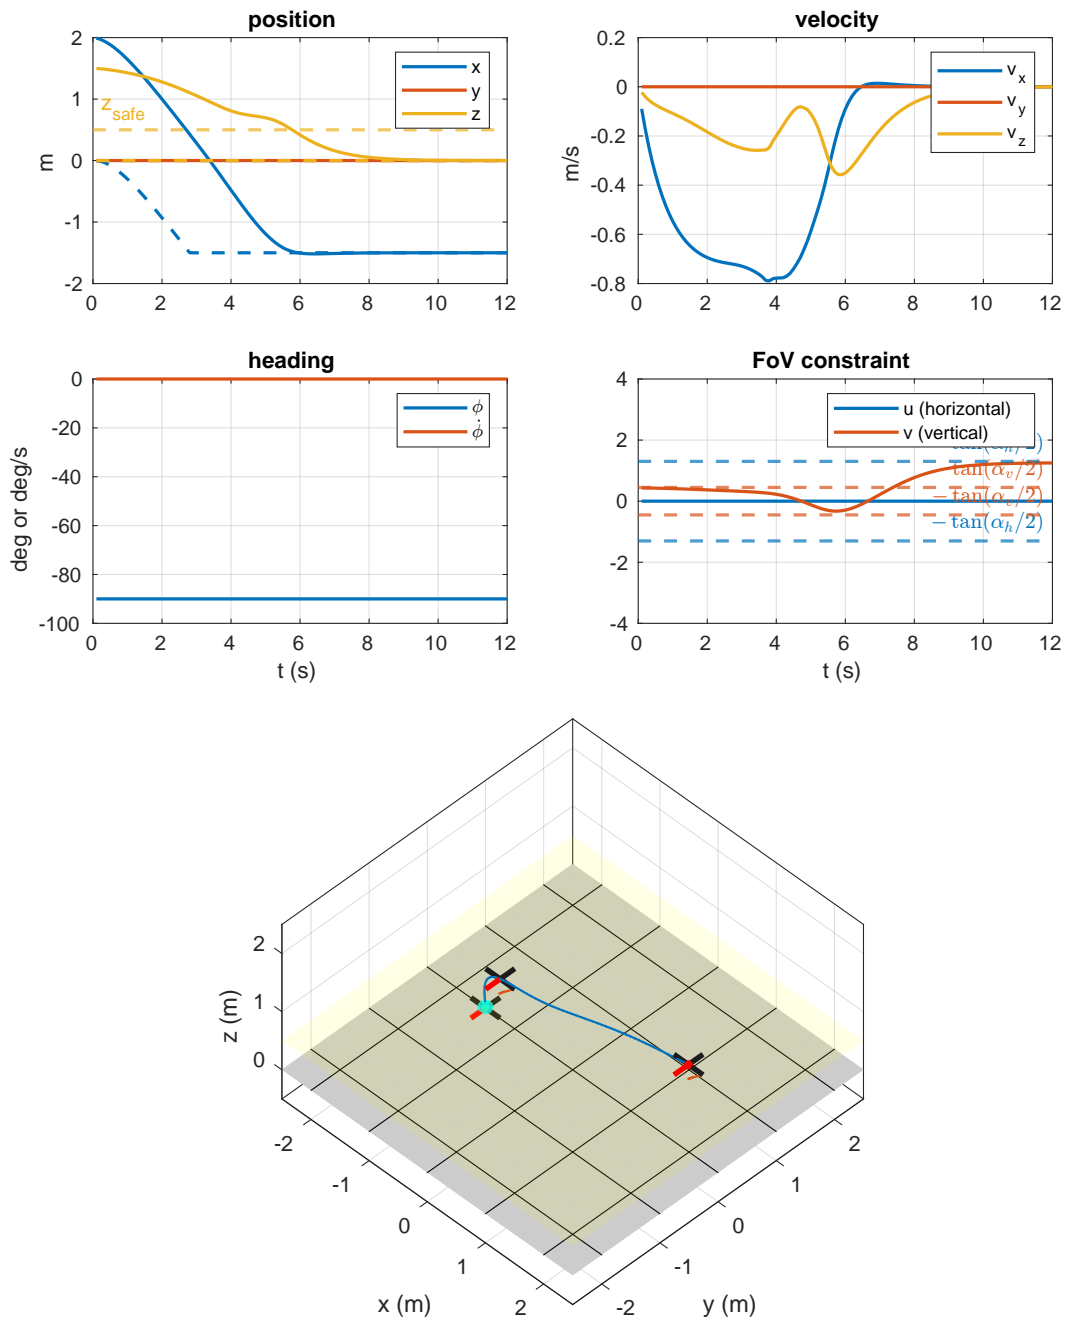 position
2
1
0
-1
-2
m
z_safe
x
y
z
0 2 4 6 8 10 12
velocity
0.2
0
-0.2
-0.4
-0.6
-0.8
m/s
v_x
v_y
v_z
0 2 4 6 8 10 12
heading
0
-20
-40
-60
-80
-100
deg or deg/s
ϕ
ϕ̇
0 2 4 6 8 10 12
t (s)
FoV constraint
4
2
0
-2
-4
u (horizontal)
v (vertical)
tan(α_h/2)
tan(α_v/2)
−tan(α_v/2)
−tan(α_h/2)
0 2 4 6 8 10 12
t (s)
2
1
0
z (m)
-2
-1
0
1
2
x (m)
2
1
0
-1
-2
y (m)